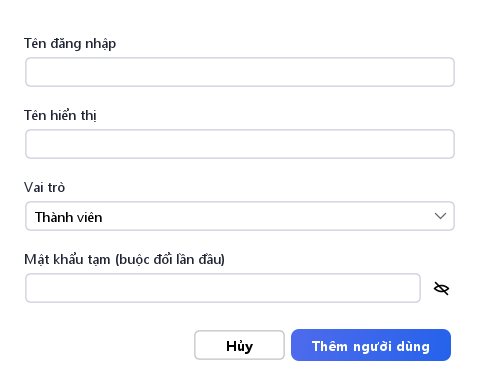 Tên đăng nhập
Tên hiển thị
Vai trò
Thành viên
Mật khẩu tạm (buộc đổi lần đầu)
Hủy
Thêm người dùng